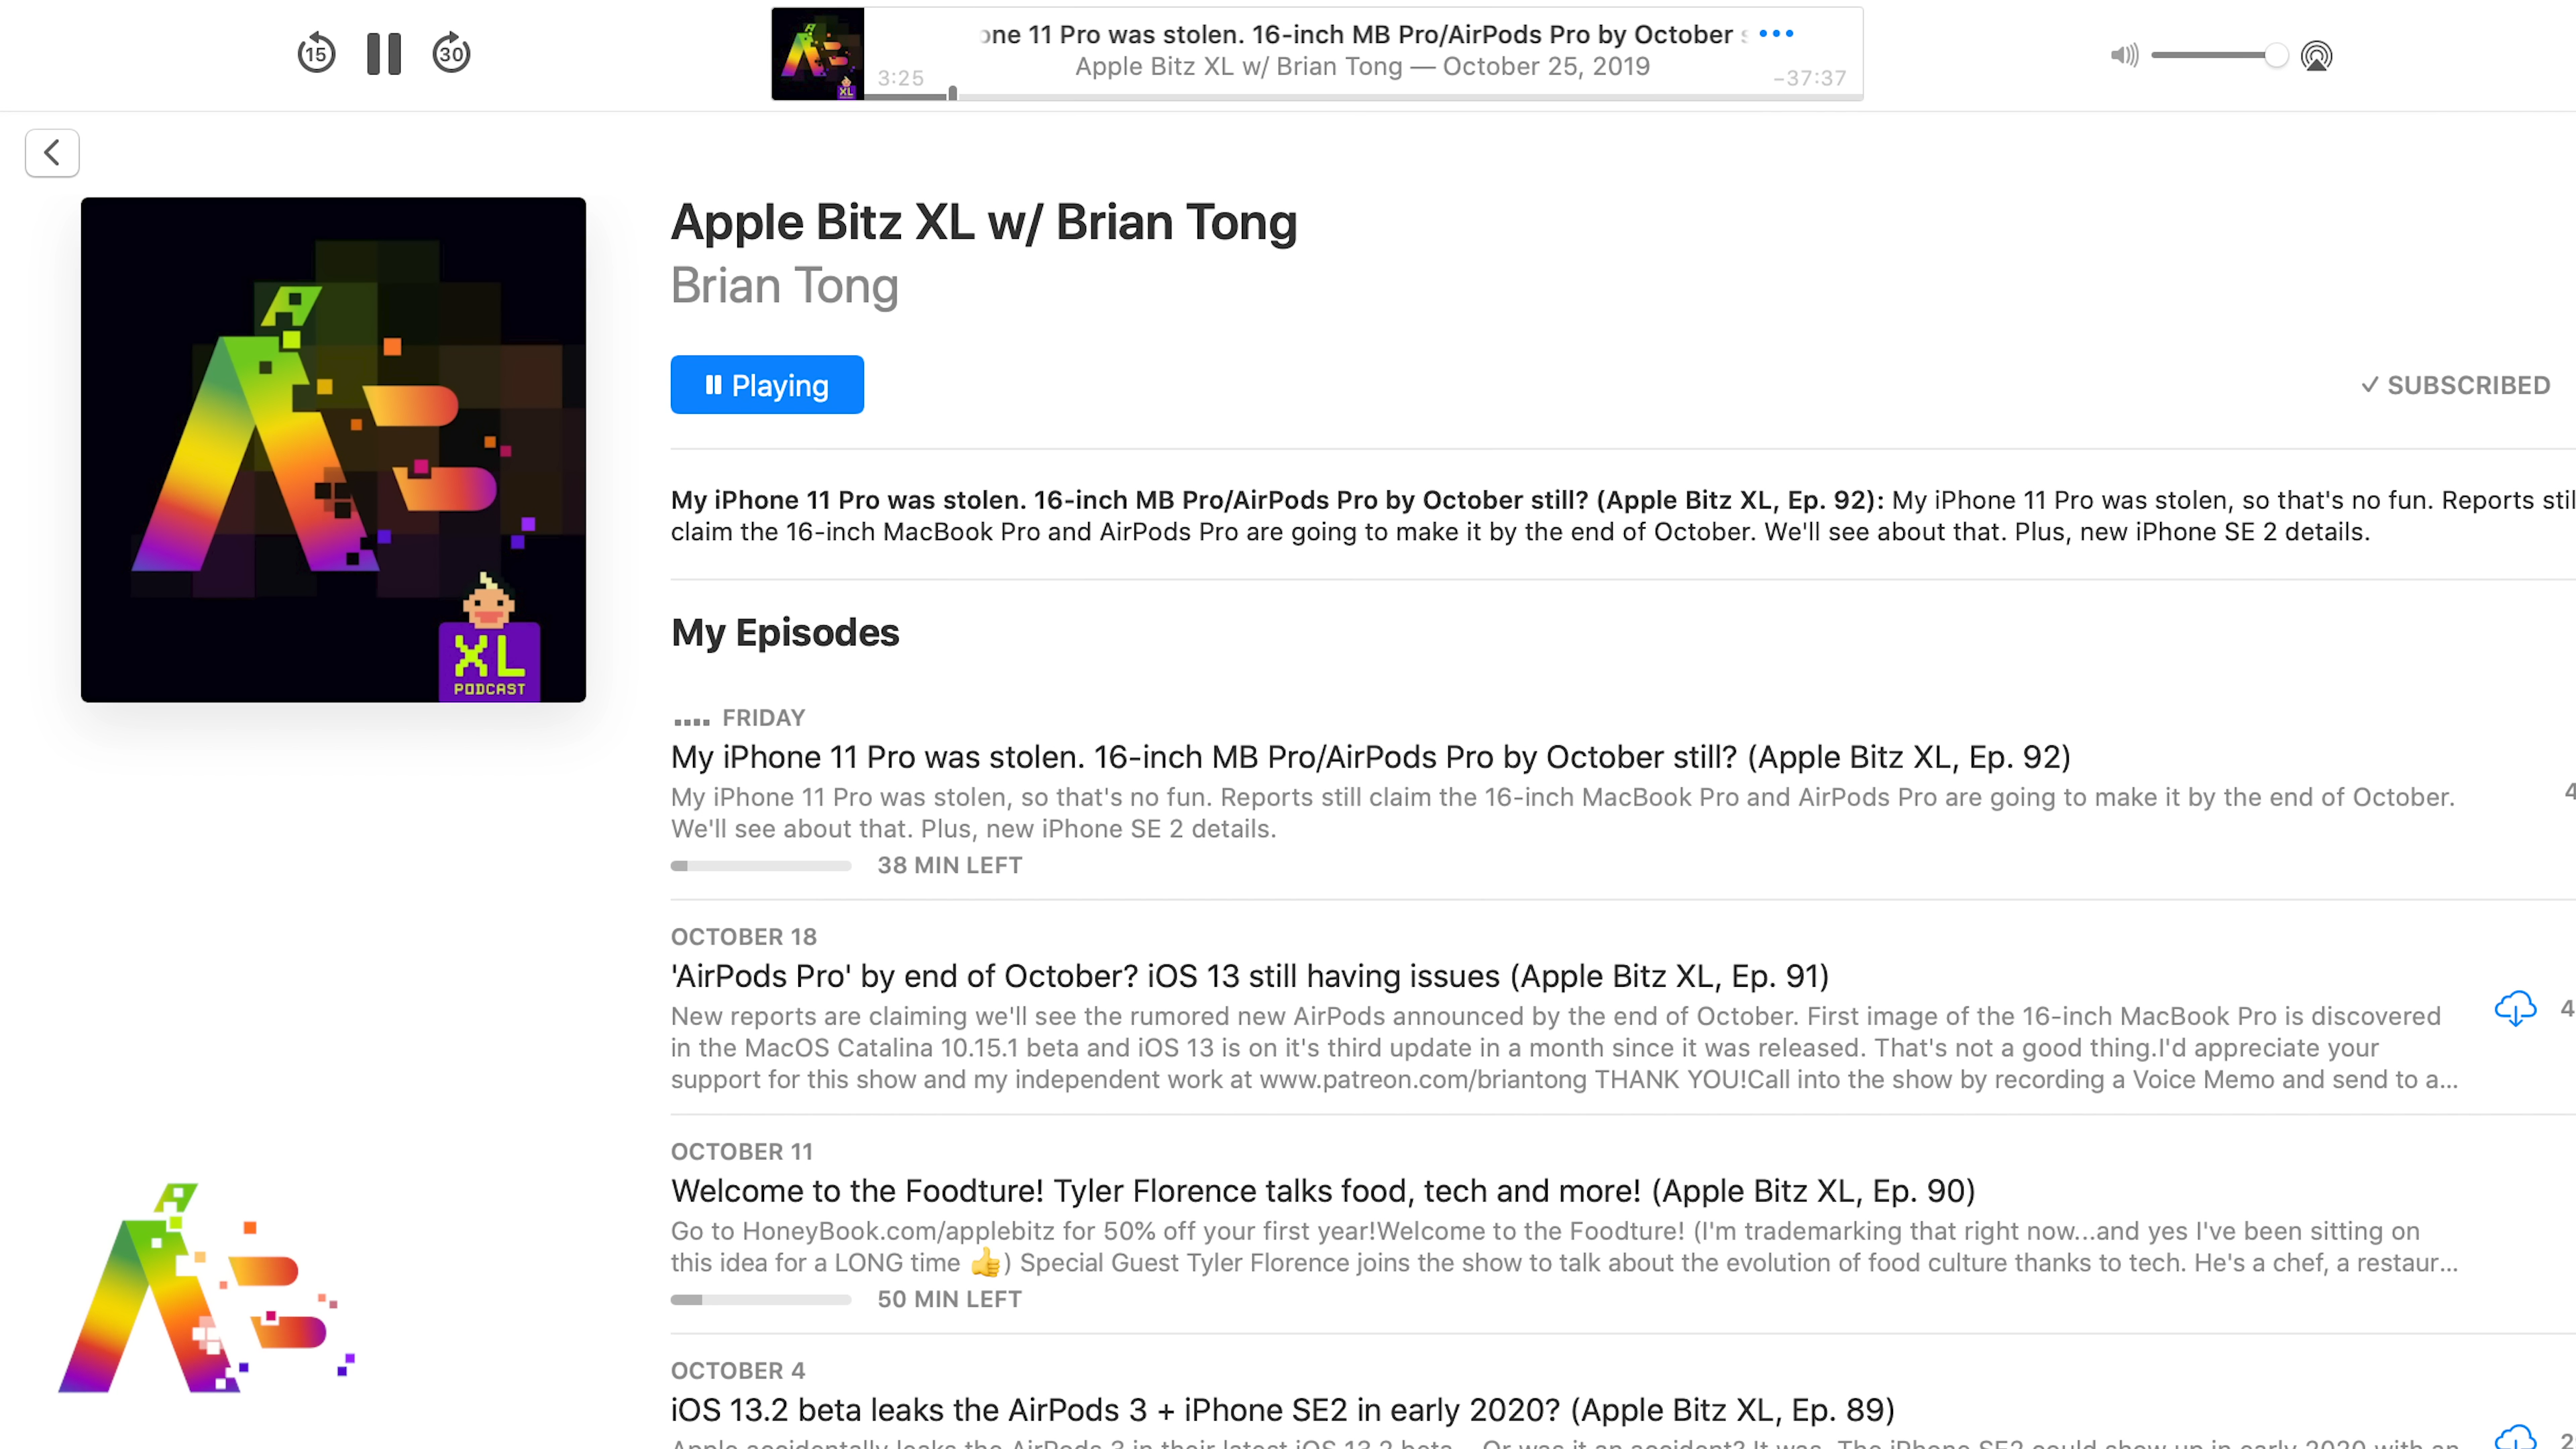 15
30
one 11 Pro was stolen. 16-inch MB Pro/AirPods Pro by October
Apple Bitz XL w/ Brian Tong — October 25, 2019
3:25
-37:37
XL
Apple Bitz XL w/ Brian Tong
Brian Tong
Playing
✓ SUBSCRIBED
My iPhone 11 Pro was stolen. 16-inch MB Pro/AirPods Pro by October still? (Apple Bitz XL, Ep. 92): My iPhone 11 Pro was stolen, so that's no fun. Reports
claim the 16-inch MacBook Pro and AirPods Pro are going to make it by the end of October. We'll see about that. Plus, new iPhone SE 2 details.
XL
PODCAST
My Episodes
FRIDAY
My iPhone 11 Pro was stolen. 16-inch MB Pro/AirPods Pro by October still? (Apple Bitz XL, Ep. 92)
My iPhone 11 Pro was stolen, so that's no fun. Reports still claim the 16-inch MacBook Pro and AirPods Pro are going to make it by the end of October.
We'll see about that. Plus, new iPhone SE 2 details.
38 MIN LEFT
OCTOBER 18
'AirPods Pro' by end of October? iOS 13 still having issues (Apple Bitz XL, Ep. 91)
New reports are claiming we'll see the rumored new AirPods announced by the end of October. First image of the 16-inch MacBook Pro is discovered
in the MacOS Catalina 10.15.1 beta and iOS 13 is on it's third update in a month since it was released. That's not a good thing.I'd appreciate your
support for this show and my independent work at www.patreon.com/briantong THANK YOU!Call into the show by recording a Voice Memo and send to a...
OCTOBER 11
Welcome to the Foodture! Tyler Florence talks food, tech and more! (Apple Bitz XL, Ep. 90)
Go to HoneyBook.com/applebitz for 50% off your first year!Welcome to the Foodture! (I'm trademarking that right now...and yes I've been sitting on
this idea for a LONG time 👍) Special Guest Tyler Florence joins the show to talk about the evolution of food culture thanks to tech. He's a chef, a restaur...
50 MIN LEFT
OCTOBER 4
iOS 13.2 beta leaks the AirPods 3 + iPhone SE2 in early 2020? (Apple Bitz XL, Ep. 89)